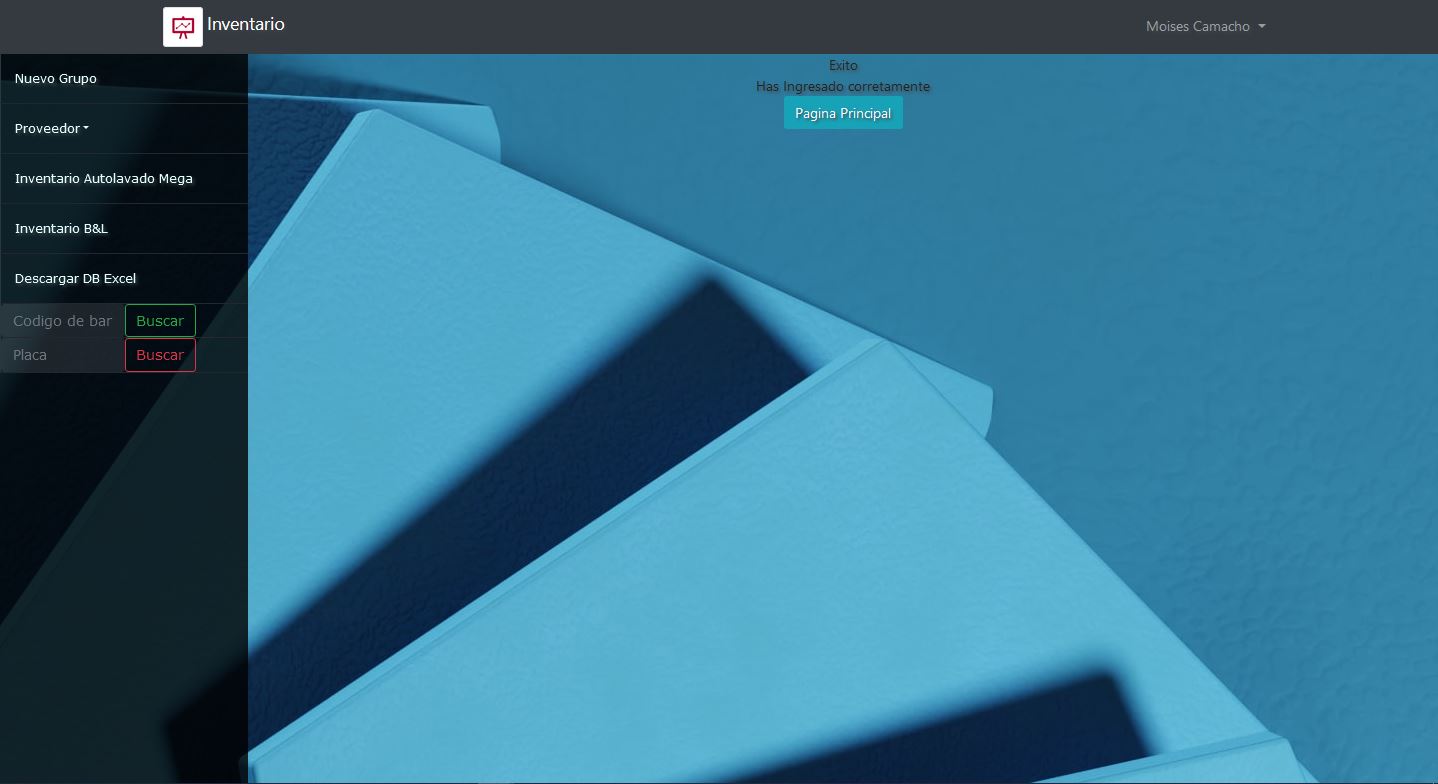 Inventario
Moises Camacho
Nuevo Grupo
Proveedor
Inventario Autolavado Mega
Inventario B&L
Descargar DB Excel
Codigo de bar
Buscar
Placa
Buscar
Exito
Has Ingresado corretamente
Pagina Principal